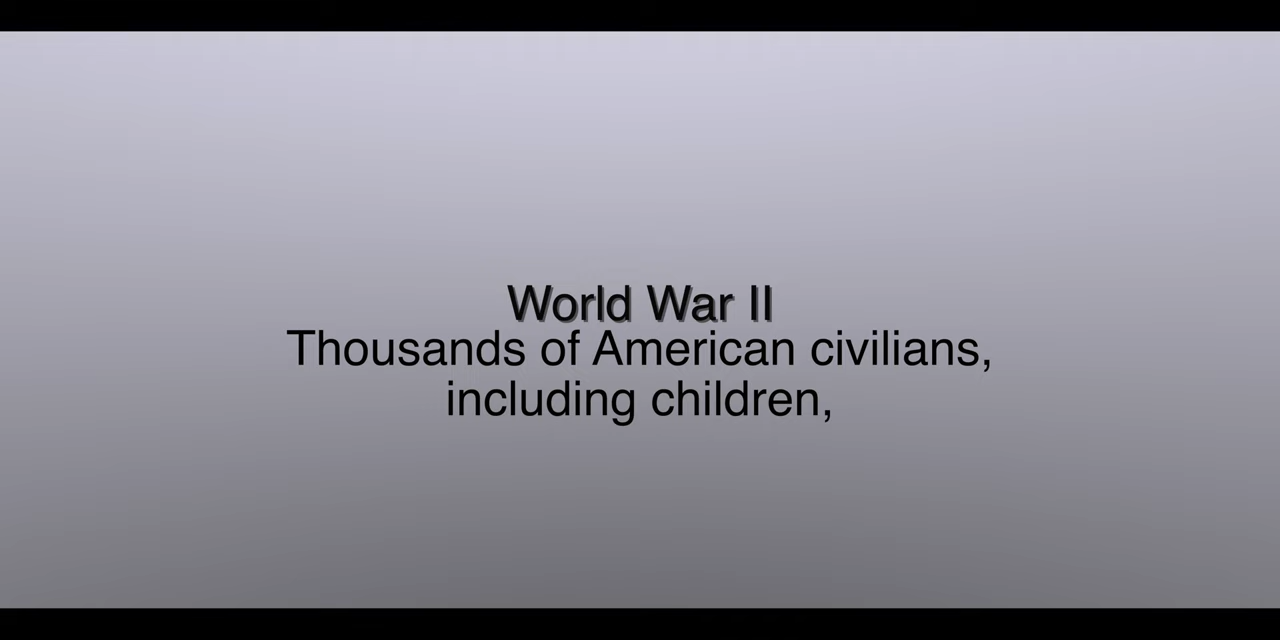 World War II
Thousands of American civilians,
including children,